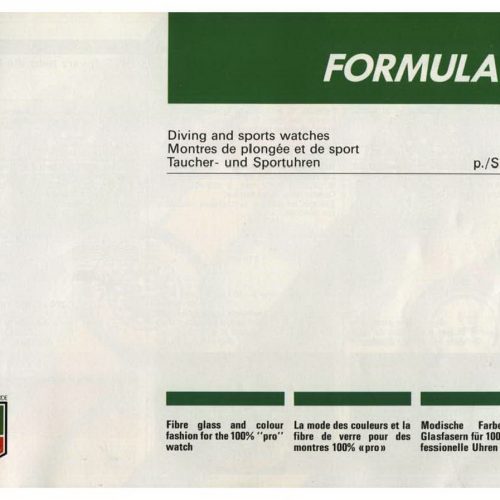 FORMULA
Diving and sports watches
Montres de plongée et de sport
Taucher- und Sportuhren
p./S
Fibre glass and colour
fashion for the 100% "pro"
watch
La mode des couleurs et la
fibre de verre pour des
montres 100% «pro»
Modische Farbe
Glasfasern für 100
fessionelle Uhren